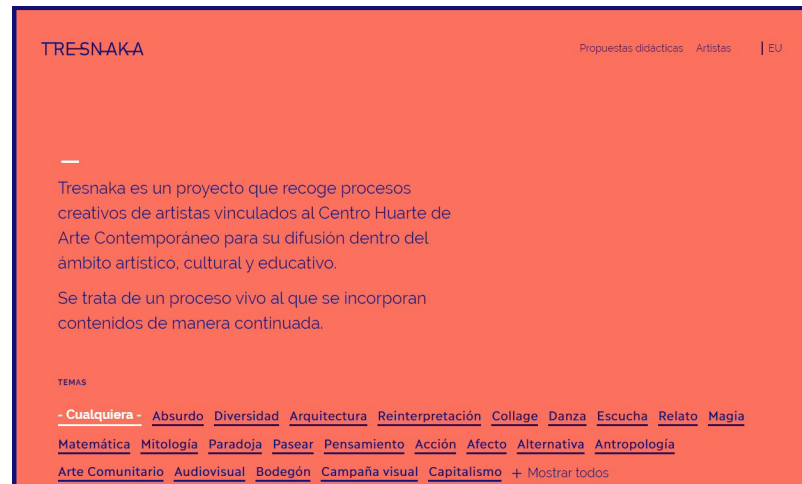 TRESNAKA
Propuestas didácticas Artistas | EU
Tresnaka es un proyecto que recoge procesos
creativos de artistas vinculados al Centro Huarte de
Arte Contemporáneo para su difusión dentro del
ámbito artístico, cultural y educativo.
Se trata de un proceso vivo al que se incorporan
contenidos de manera continuada.
TEMAS
- Cualquiera - Absurdo Diversidad Arquitectura Reinterpretación Collage Danza Escucha Relato Magia
Matemática Mitología Paradoja Pasear Pensamiento Acción Afecto Alternativa Antropología
Arte Comunitario Audiovisual Bodegón Campaña visual Capitalismo + Mostrar todos